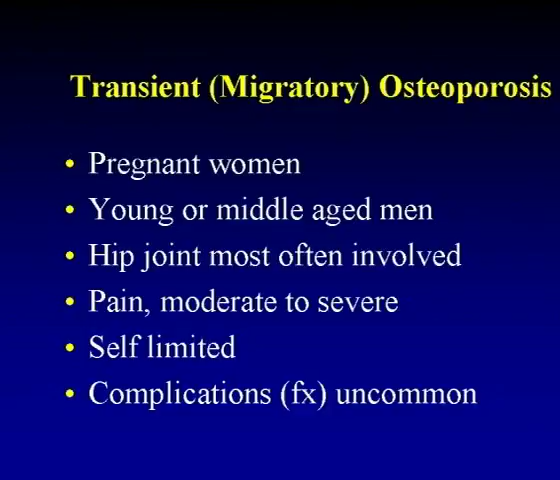 Transient (Migratory) Osteoporosis
• Pregnant women
• Young or middle aged men
• Hip joint most often involved
• Pain, moderate to severe
• Self limited
• Complications (fx) uncommon